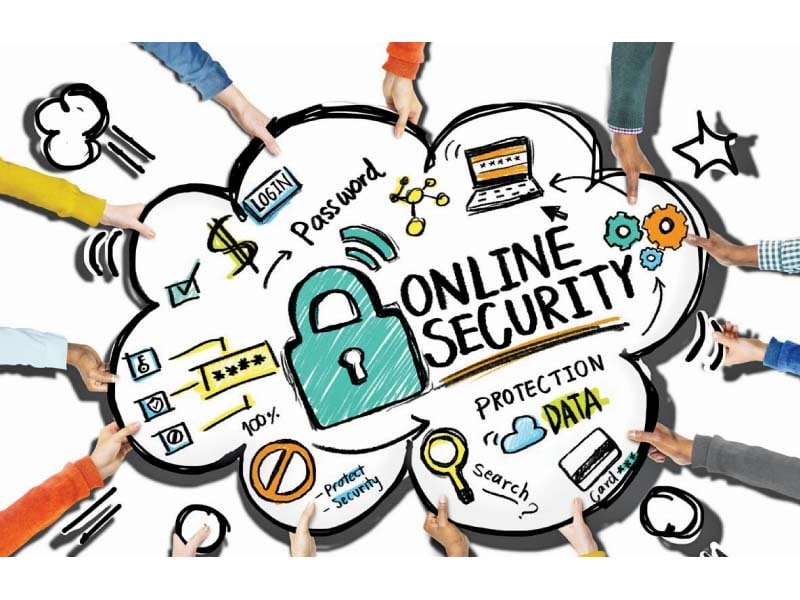 LOGIN
Password
*****
ONLINE
SECURITY
****
100%
PROTECTION
DATA
- Protect
- Security
Search
?
Card ***